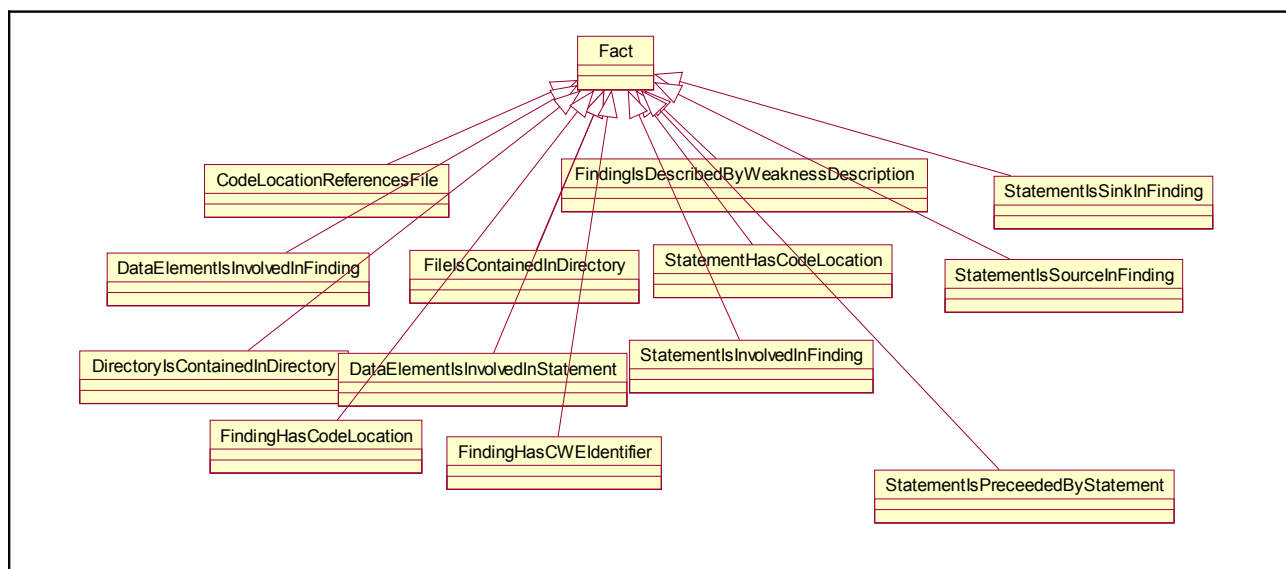 Fact
CodeLocationReferencesFile
FindingIsDescribedByWeaknessDescription
StatementIsSinkInFinding
DataElementIsInvolvedInFinding
FileIsContainedInDirectory
StatementHasCodeLocation
StatementIsSourceInFinding
DirectoryIsContainedInDirectory
DataElementIsInvolvedInStatement
StatementIsInvolvedInFinding
FindingHasCodeLocation
FindingHasCWEIdentifier
StatementIsPreceededByStatement